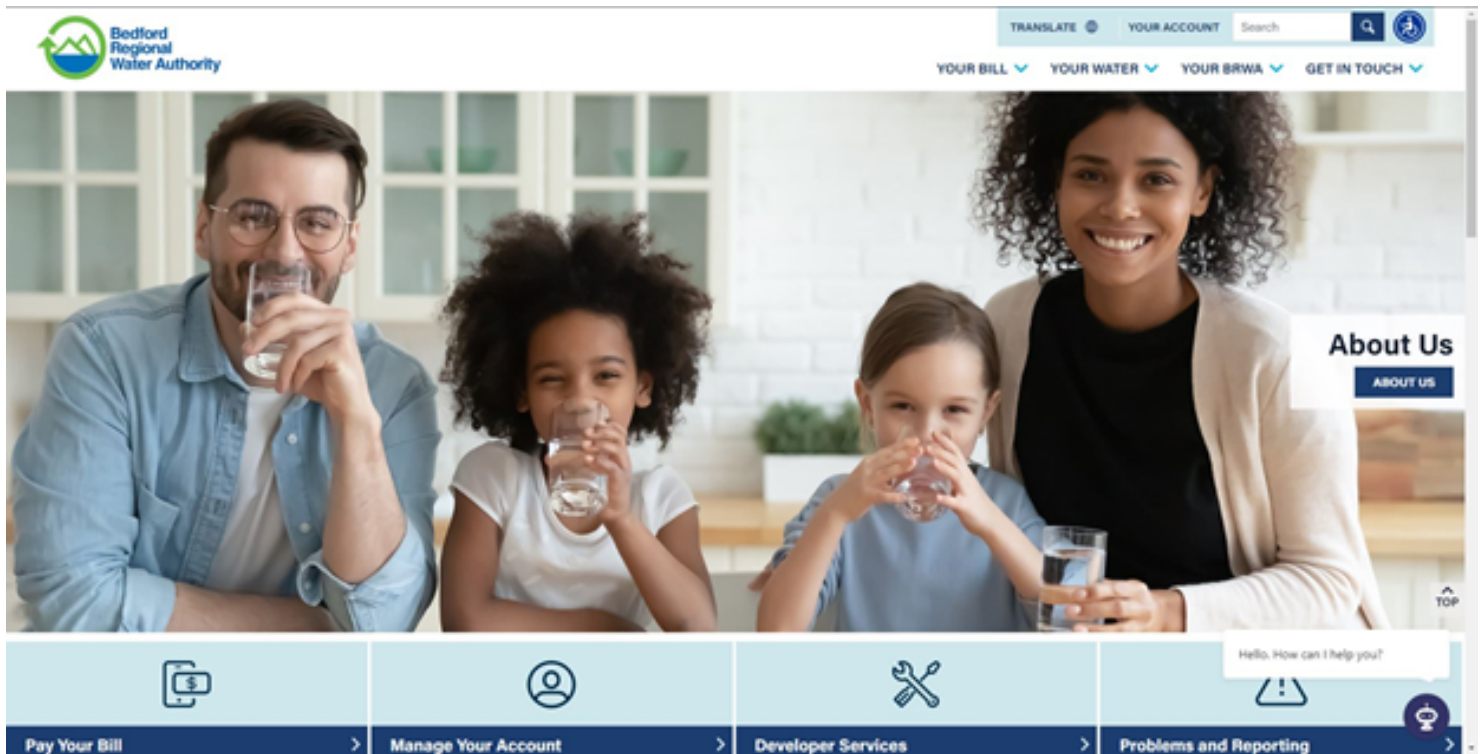 Bedford
Regional
Water Authority
TRANSLATE YOUR ACCOUNT Search
YOUR BILL YOUR WATER YOUR BRWA GET IN TOUCH
About Us
ABOUT US
TOP
Hello. How can I help you?
Pay Your Bill
Manage Your Account
Developer Services
Problems and Reporting